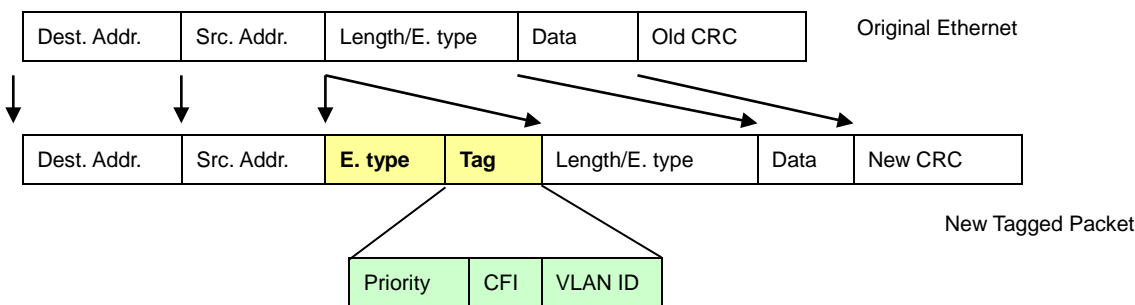 Dest. Addr. Src. Addr. Length/E. type Data Old CRC Original Ethernet
Dest. Addr. Src. Addr. E. type Tag Length/E. type Data New CRC
New Tagged Packet
Priority CFI VLAN ID